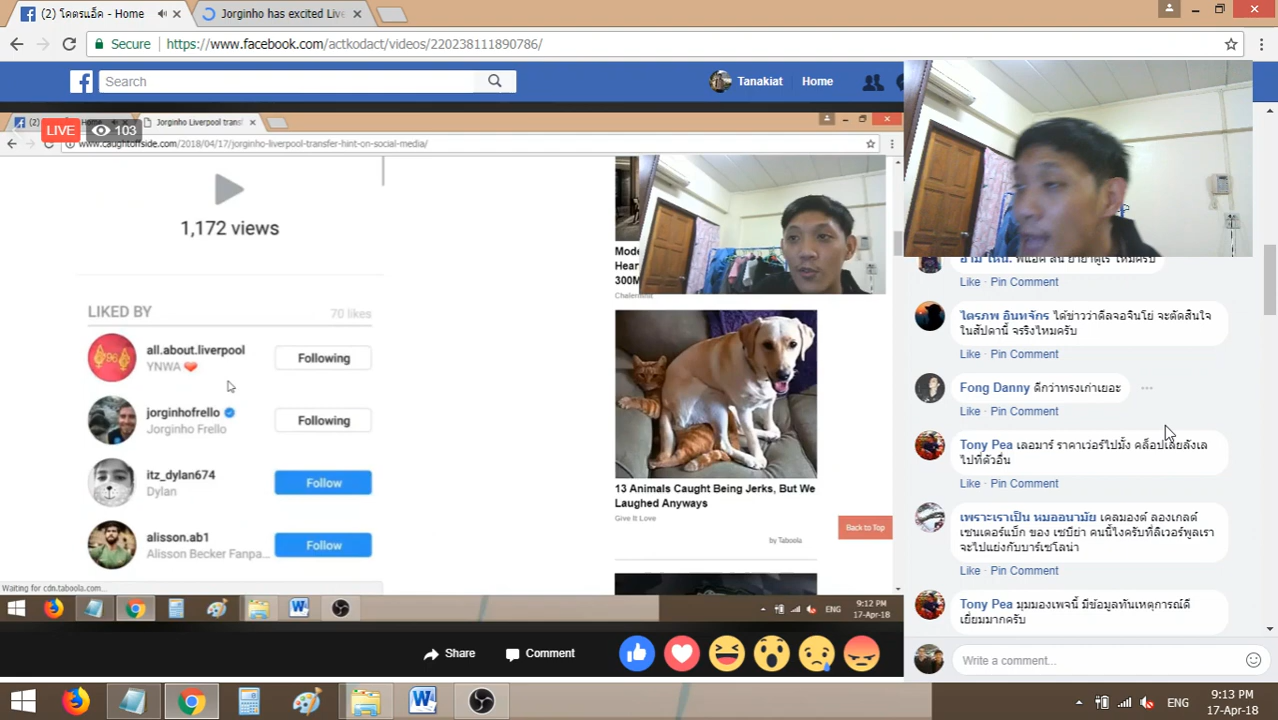 (2) โคตรแอ็ค - Home
Jorginho has excited Liv
Secure
https://www.facebook.com/actkodact/videos/220238111890786/
Search
Tanakiat
Home
LIVE
103
Jorginho Liverpool transf
www.caughtoffside.com/2018/04/17/jorginho-liverpool-transfer-hint-on-social-media/
1,172 views
LIKED BY
70 likes
all.about.liverpool
YNWA
Following
jorginhofrello
Jorginho Frello
Following
itz_dylan674
Dylan
Follow
alisson.ab1
Alisson Becker Fanpa...
Follow
Waiting for cdn.taboola.com...
Mode
Hear
300M
13 Animals Caught Being Jerks, But We
Laughed Anyways
Give It Love
by Taboola
Back to Top
ENG
9:12 PM
17-Apr-18
Share
Comment
Like · Pin Comment
ไตรภพ อินทจักร ได้ข่าวว่าดีลจอจินโย่ จะตัดสินใจ
ในสัปดานี้ จรริงไหมครับ
Like · Pin Comment
Fong Danny ดีกว่าทรงเก่าเยอะ
Like · Pin Comment
Tony Pea เลอมาร์ ราคาเว่อร์ไปมั้ง คล็อปเลยลังเล
ไปที่ตัวอื่น
Like · Pin Comment
เพราะเราเป็น หมออนามัย เคลมองต์ ลองเกลต์
เซนเตอร์แบ็ก ของ เซบีย่า คนนี้ไงครับที่ลิเวอร์พูลเรา
จะไปแย่งกับบาร์เซโลน่า
Like · Pin Comment
Tony Pea มุมมองเพจนี้ มีข้อมูลทันเหตุการณ์ดี
เยี่ยมมากครับ
Write a comment...
ENG
9:13 PM
17-Apr-18